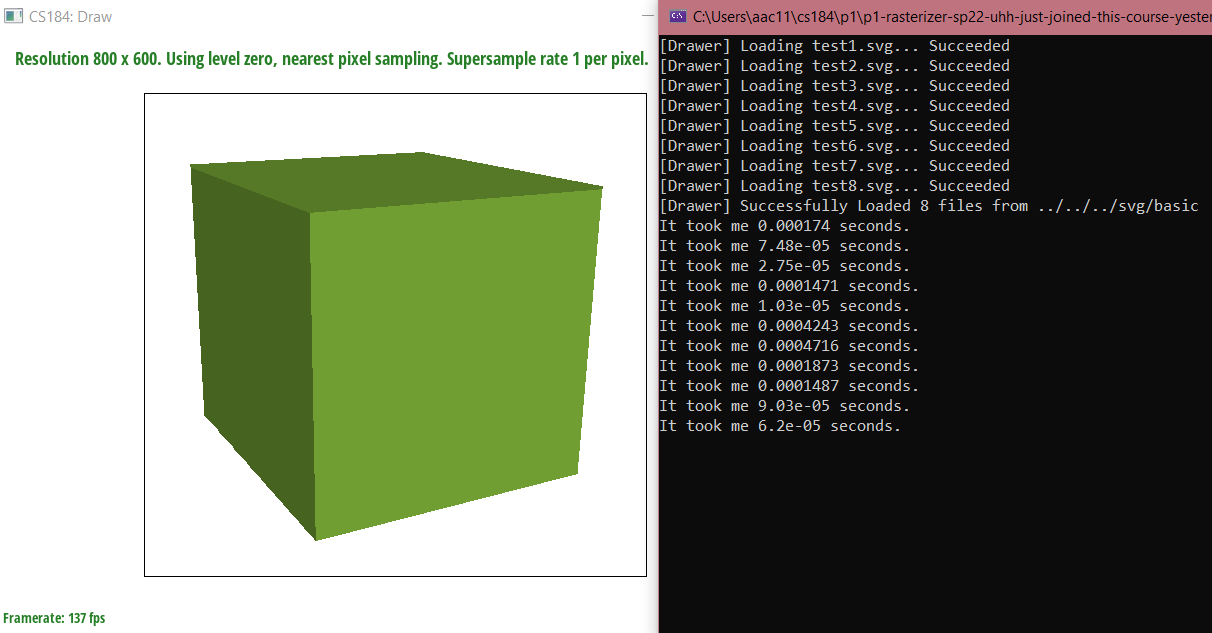 CS184: Draw
Resolution 800 x 600. Using level zero, nearest pixel sampling. Supersample rate 1 per pixel.
Framerate: 137 fps
C:\Users\aac11\cs184\p1\p1-rasterizer-sp22-uhh-just-joined-this-course-yester
[Drawer] Loading test1.svg... Succeeded
[Drawer] Loading test2.svg... Succeeded
[Drawer] Loading test3.svg... Succeeded
[Drawer] Loading test4.svg... Succeeded
[Drawer] Loading test5.svg... Succeeded
[Drawer] Loading test6.svg... Succeeded
[Drawer] Loading test7.svg... Succeeded
[Drawer] Loading test8.svg... Succeeded
[Drawer] Successfully Loaded 8 files from ../../../svg/basic
It took me 0.000174 seconds.
It took me 7.48e-05 seconds.
It took me 2.75e-05 seconds.
It took me 0.0001471 seconds.
It took me 1.03e-05 seconds.
It took me 0.0004243 seconds.
It took me 0.0004716 seconds.
It took me 0.0001873 seconds.
It took me 0.0001487 seconds.
It took me 9.03e-05 seconds.
It took me 6.2e-05 seconds.